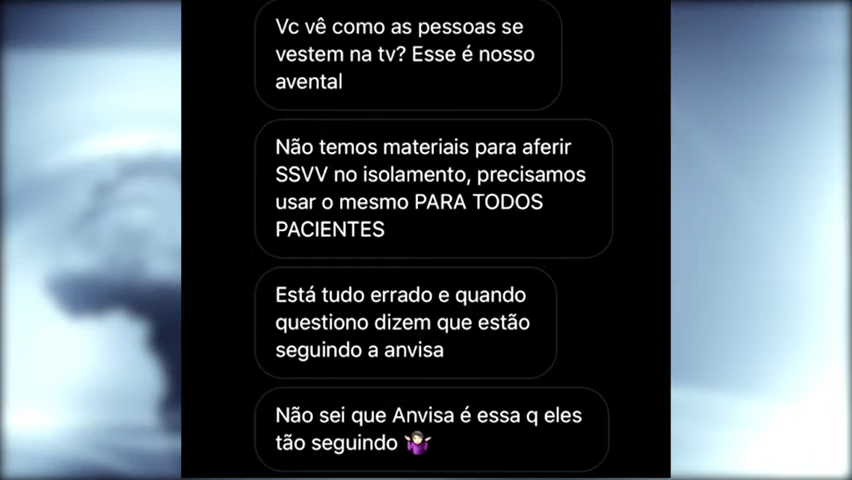 Vc vê como as pessoas se
vestem na tv? Esse é nosso
avental
Não temos materiais para aferir
SSVV no isolamento, precisamos
usar o mesmo PARA TODOS
PACIENTES
Está tudo errado e quando
questiono dizem que estão
seguindo a anvisa
Não sei que Anvisa é essa q eles
tão seguindo 🤷🏻‍♀️